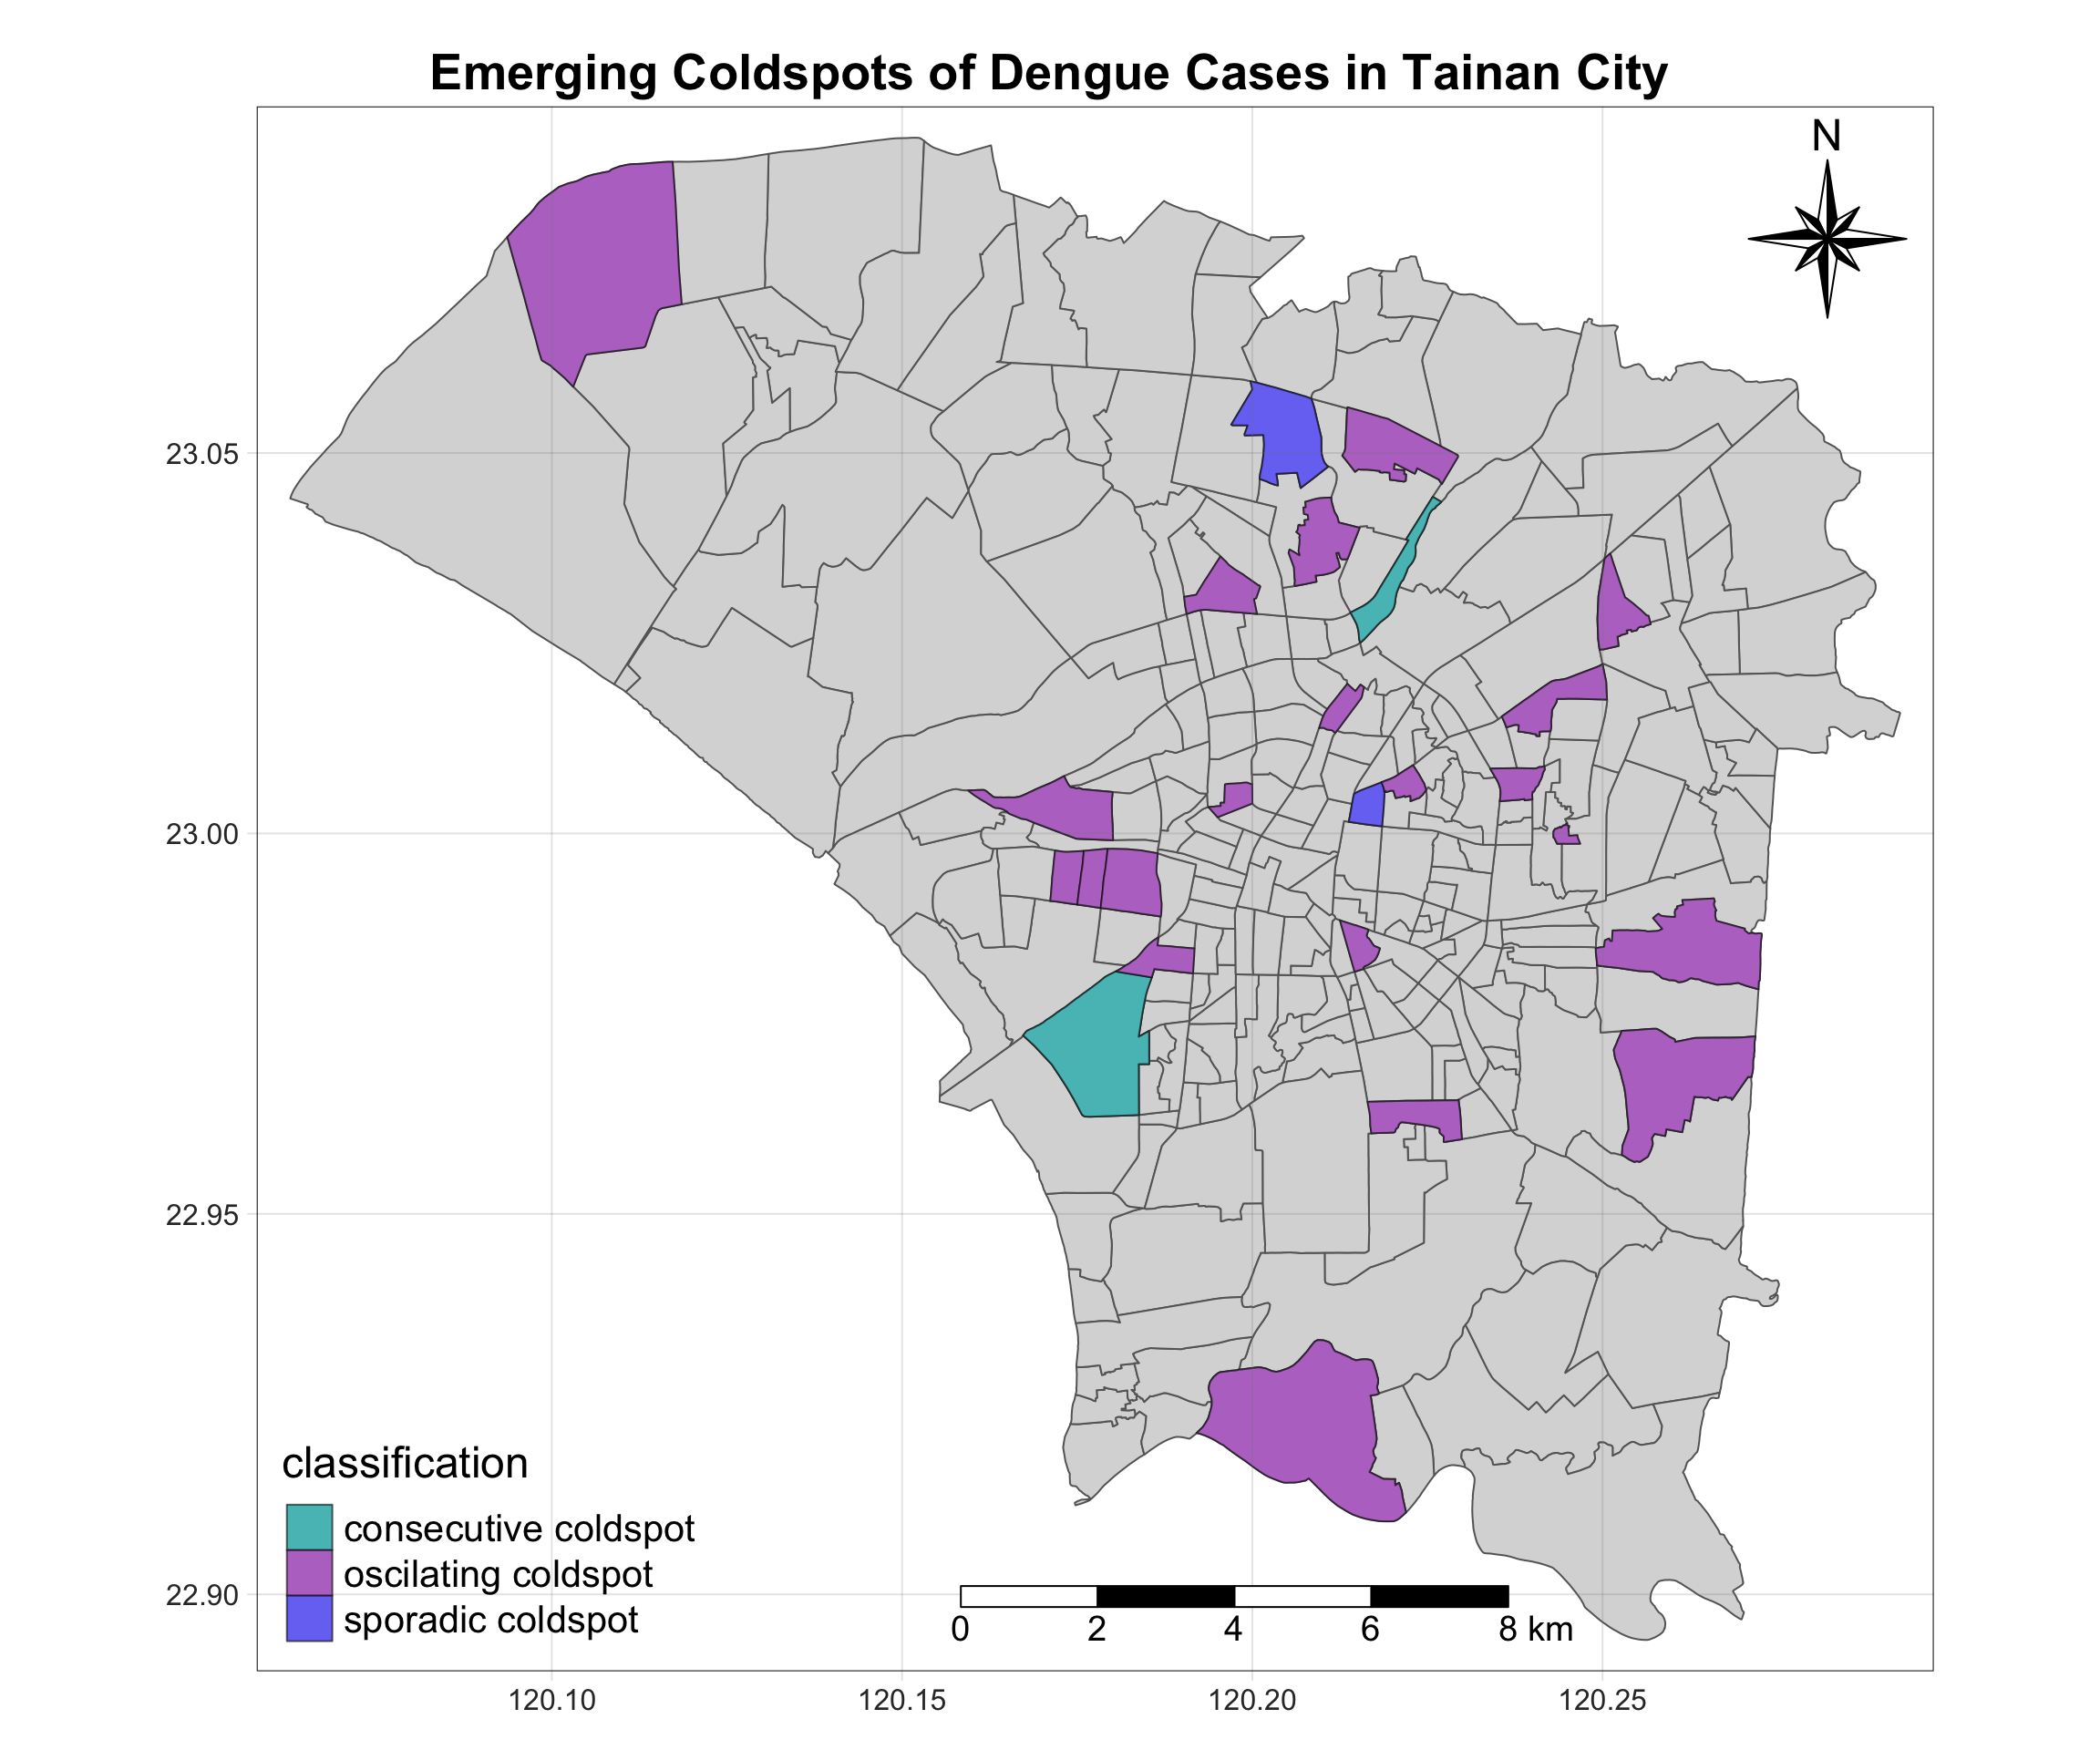 Emerging Coldspots of Dengue Cases in Tainan City
N
23.05
23.00
22.95
22.90
classification
consecutive coldspot
oscilating coldspot
sporadic coldspot
0 2 4 6 8 km
120.10 120.15 120.20 120.25